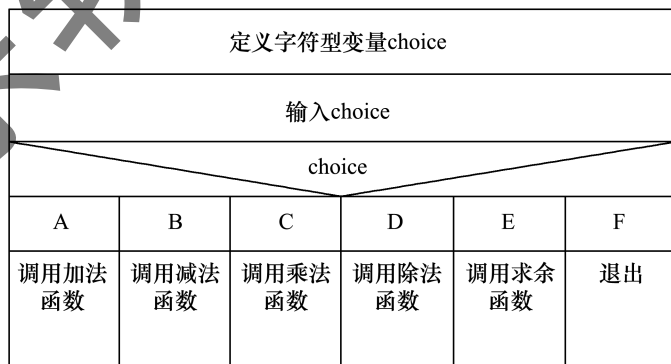 定义字符型变量choice
输入choice
choice
A B C D E F
调用加法 调用减法 调用乘法 调用除法 调用求余 退出
函数 函数 函数 函数 函数